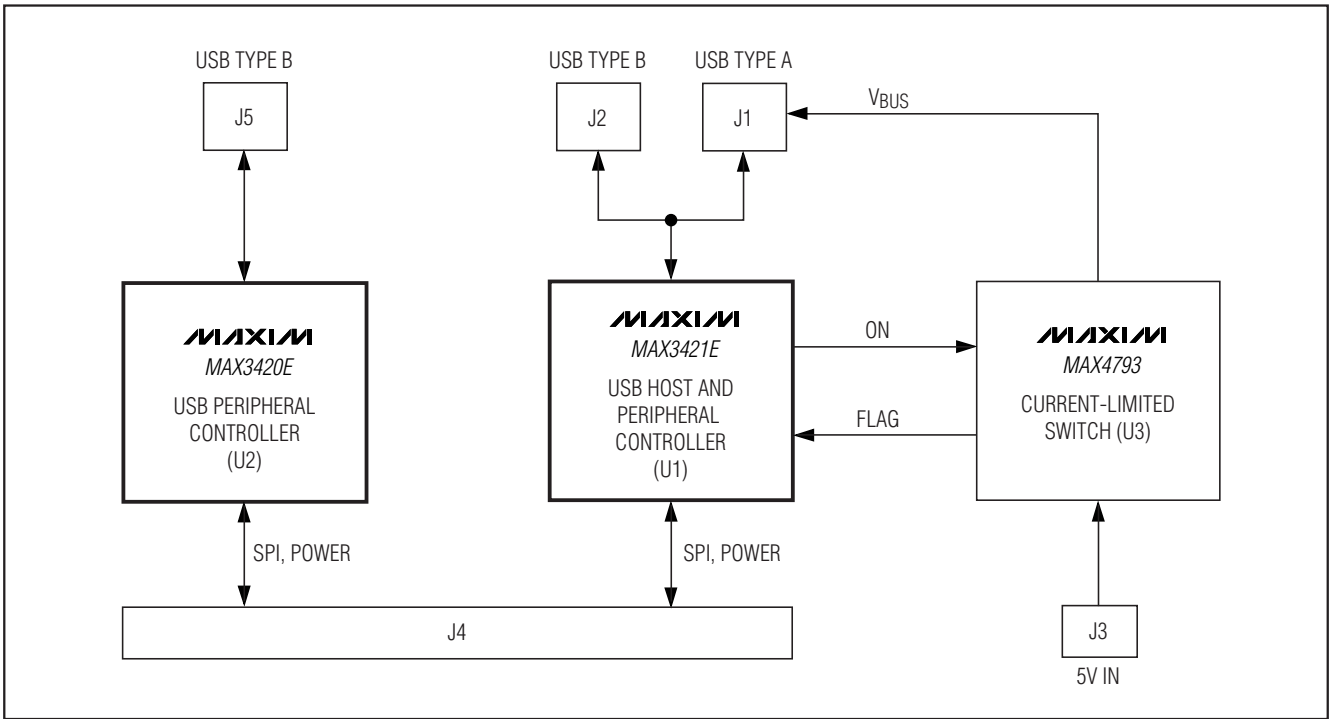 USB TYPE B
J5
USB TYPE B
J2
USB TYPE A
J1
VBUS
MAXIM
MAX3420E
USB PERIPHERAL
CONTROLLER
(U2)
MAXIM
MAX3421E
USB HOST AND
PERIPHERAL
CONTROLLER
(U1)
ON
FLAG
MAXIM
MAX4793
CURRENT-LIMITED
SWITCH (U3)
SPI, POWER
SPI, POWER
J4
J3
5V IN